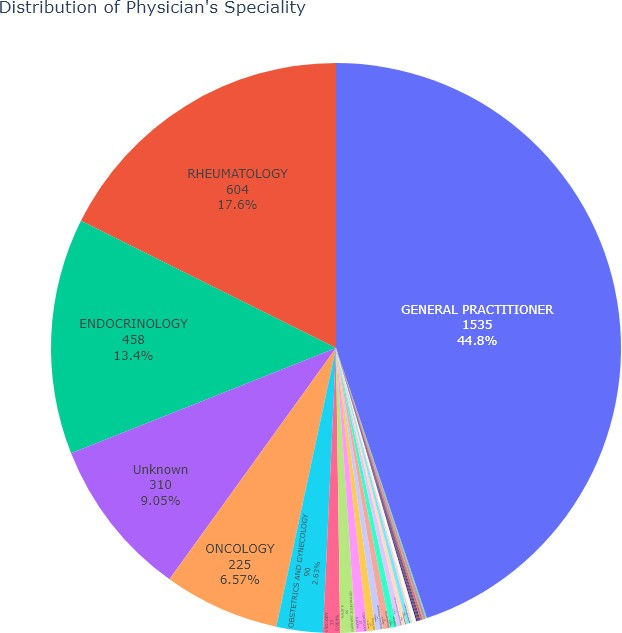 Distribution of Physician's Speciality
RHEUMATOLOGY
604
17.6%
GENERAL PRACTITIONER
1535
44.8%
ENDOCRINOLOGY
458
13.4%
Unknown
310
9.05%
ONCOLOGY
225
6.57%
OBSTETRICS AND GYNECOLOGY
90
2.63%